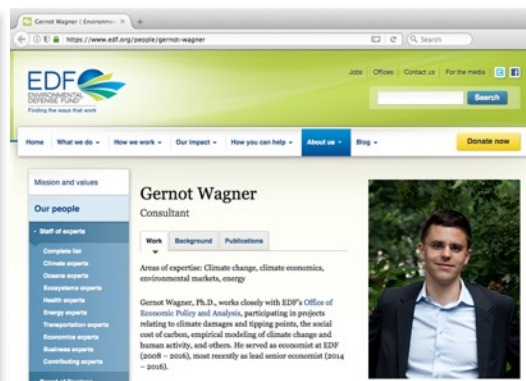 Gernot Wagner | Environmen
https://www.edf.org/people/gernot-wagner
Search
EDF
ENVIRONMENTAL
DEFENSE FUND
Finding the ways that work
Jobs
Offices
Contact us
For the media
Search
Home
What we do
How we work
Our impact
How you can help
About us
Blog
Donate now
Mission and values
Our people
- Staff of experts
Complete list
Climate experts
Oceans experts
Ecosystems experts
Health experts
Energy experts
Transportation experts
Economics experts
Business experts
Contributing experts
Gernot Wagner
Consultant
Work
Background
Publications
Areas of expertise: Climate change, climate economics,
environmental markets, energy
Gernot Wagner, Ph.D., works closely with EDF's Office of
Economic Policy and Analysis, participating in projects
relating to climate damages and tipping points, the social
cost of carbon, empirical modeling of climate change and
human activity, and others. He served as economist at EDF
(2008 – 2016), most recently as lead senior economist (2014
– 2016).